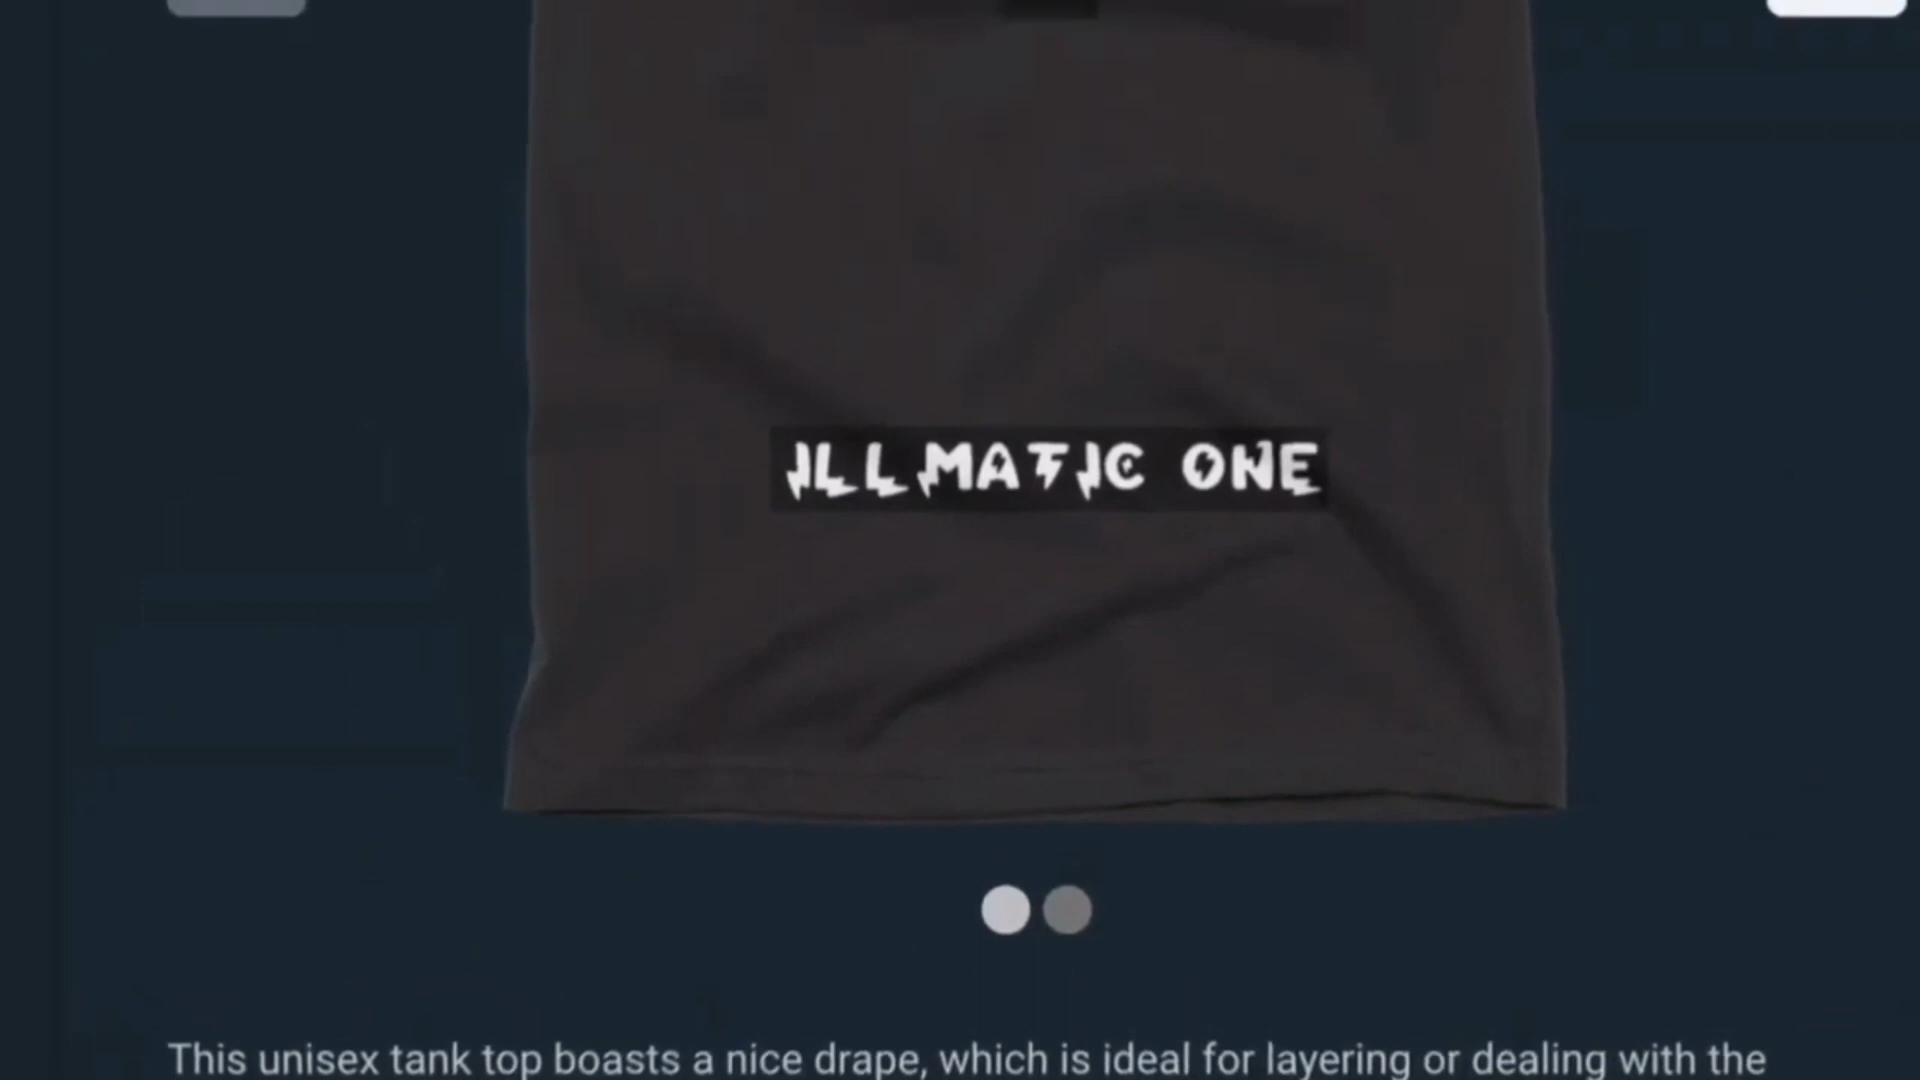 ILLMATIC ONE
This unisex tank top boasts a nice drape, which is ideal for layering or dealing with the